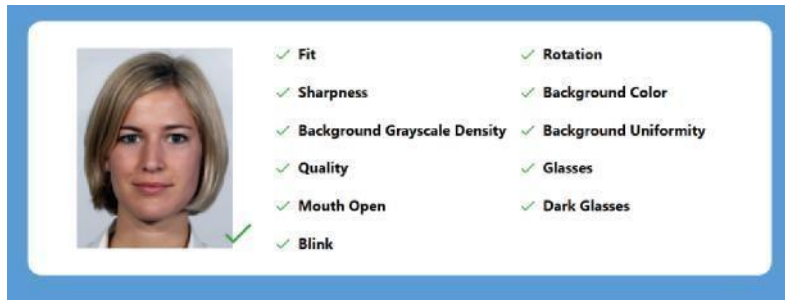 Fit
Sharpness
Background Grayscale Density
Quality
Mouth Open
Blink
Rotation
Background Color
Background Uniformity
Glasses
Dark Glasses